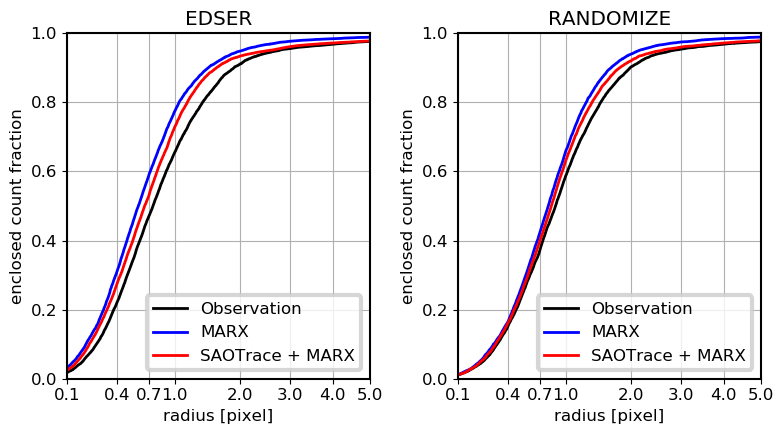 EDSER
enclosed count fraction
1.0
0.8
0.6
0.4
0.2
0.0
Observation
MARX
SAOTrace + MARX
0.1 0.4 0.71 1.0 2.0 3.0 4.0 5.0
radius [pixel]
RANDOMIZE
enclosed count fraction
1.0
0.8
0.6
0.4
0.2
0.0
Observation
MARX
SAOTrace + MARX
0.1 0.4 0.71 1.0 2.0 3.0 4.0 5.0
radius [pixel]